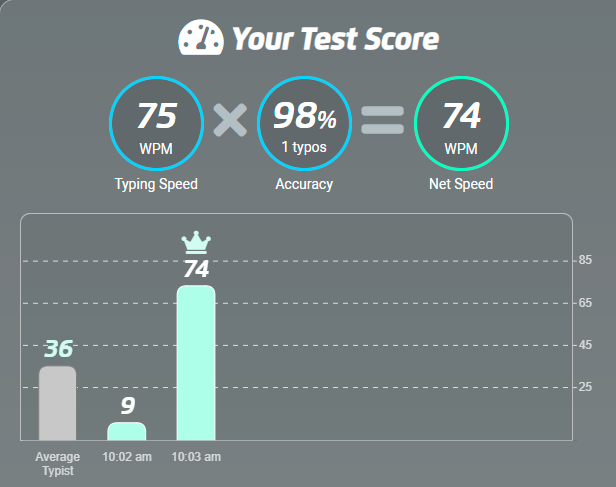 Your Test Score
75
WPM
Typing Speed
×
98%
1 typos
Accuracy
=
74
WPM
Net Speed
85
65
45
25
36
9
74
Average
Typist
10:02 am
10:03 am